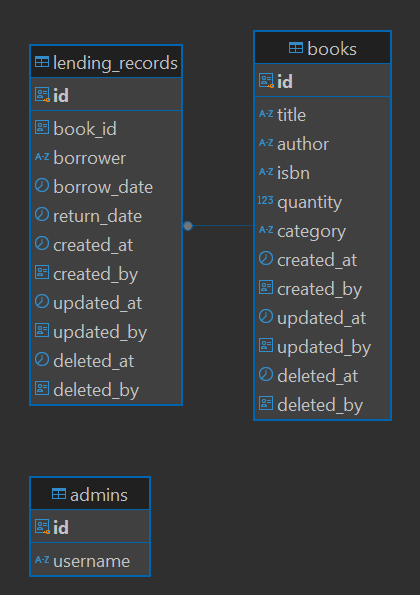 lending_records
id
book_id
A-Z borrower
borrow_date
return_date
created_at
created_by
updated_at
updated_by
deleted_at
deleted_by
books
id
A-Z title
A-Z author
A-Z isbn
123 quantity
A-Z category
created_at
created_by
updated_at
updated_by
deleted_at
deleted_by
admins
id
A-Z username